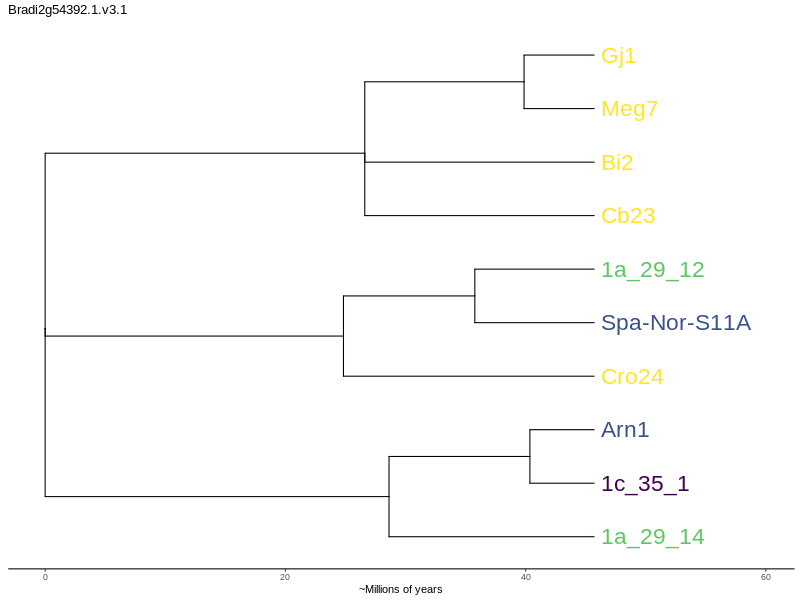 Bradi2g54392.1.v3.1
Gj1
Meg7
Bi2
Cb23
1a_29_12
Spa-Nor-S11A
Cro24
Arn1
1c_35_1
1a_29_14
0 20 40 60
~Millions of years